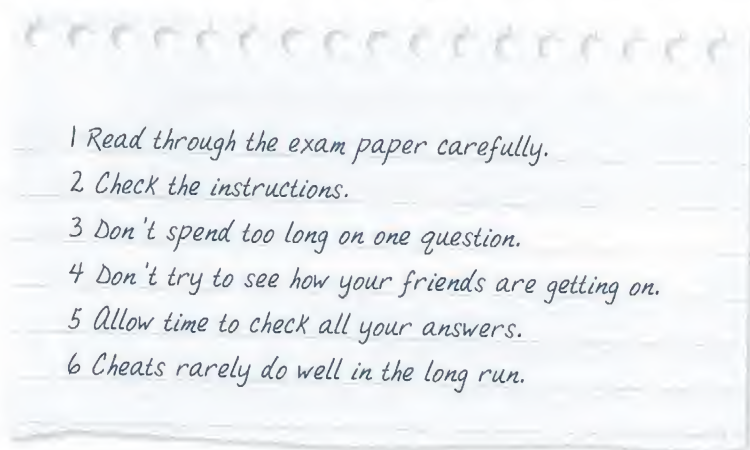 1 Read through the exam paper carefully.
2 Check the instructions.
3 Don't spend too long on one question.
4 Don't try to see how your friends are getting on.
5 Allow time to check all your answers.
6 Cheats rarely do well in the long run.